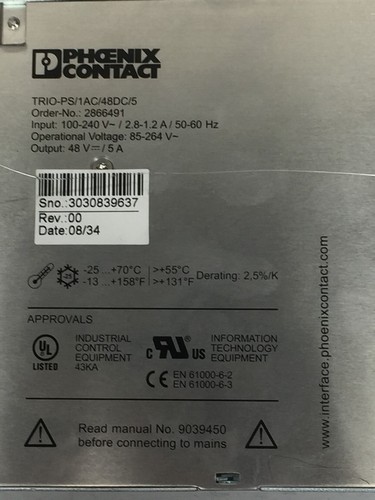 PHŒNIX
CONTACT
TRIO-PS/1AC/48DC/5
Order-No.: 2866491
Input: 100-240 V~ / 2.8-1.2 A / 50-60 Hz
Operational Voltage: 85-264 V~
Output: 48 V⎓ / 5 A
Sno.:3030839637
Rev.:00
Date:08/34
-25 ...+70°C >+55°C
-13 ...+158°F >+131°F
Derating: 2,5%/K
APPROVALS
UL
LISTED
INDUSTRIAL
CONTROL
EQUIPMENT
43KA
C RU US
INFORMATION
TECHNOLOGY
EQUIPMENT
CE EN 61000-6-2
EN 61000-6-3
Read manual No. 9039450
before connecting to mains
www.interface.phoenixcontact.com